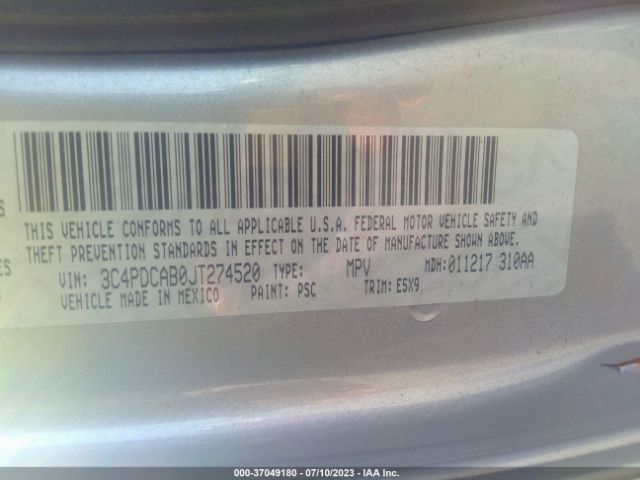 THIS VEHICLE CONFORMS TO ALL APPLICABLE U.S.A. FEDERAL MOTOR VEHICLE SAFETY AND
THEFT PREVENTION STANDARDS IN EFFECT ON THE DATE OF MANUFACTURE SHOWN ABOVE.
VIN: 3C4PDCAB0JT274520 TYPE: MPV MDH:011217 310AA
VEHICLE MADE IN MEXICO PAINT: PSC TRIM: E5X9
000-37049180 - 07/10/2023 - IAA Inc.